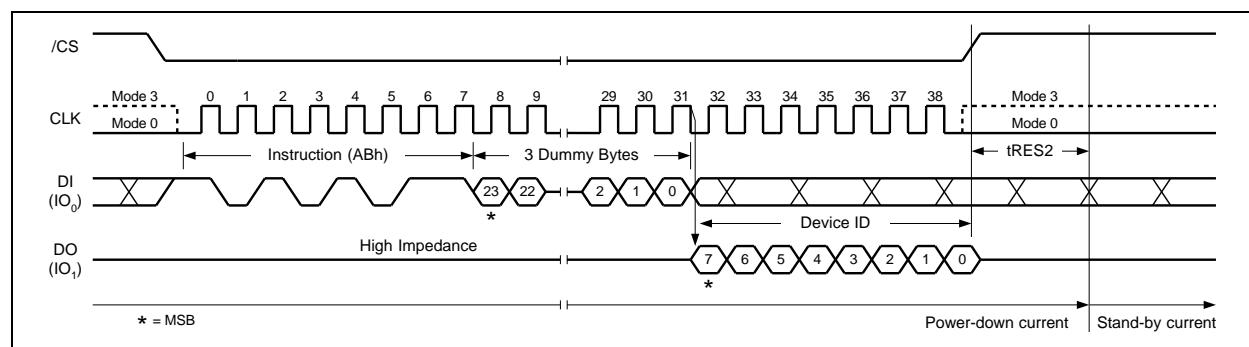 /CS
Mode 3 0 1 2 3 4 5 6 7 8 9 29 30 31 32 33 34 35 36 37 38 Mode 3
CLK
Mode 0 Mode 0
Instruction (ABh) 3 Dummy Bytes tRES2
DI
(IO0)
23 22 2 1 0
*
Device ID
High Impedance
DO
(IO1)
7 6 5 4 3 2 1 0
*
* = MSB
Power-down current Stand-by current